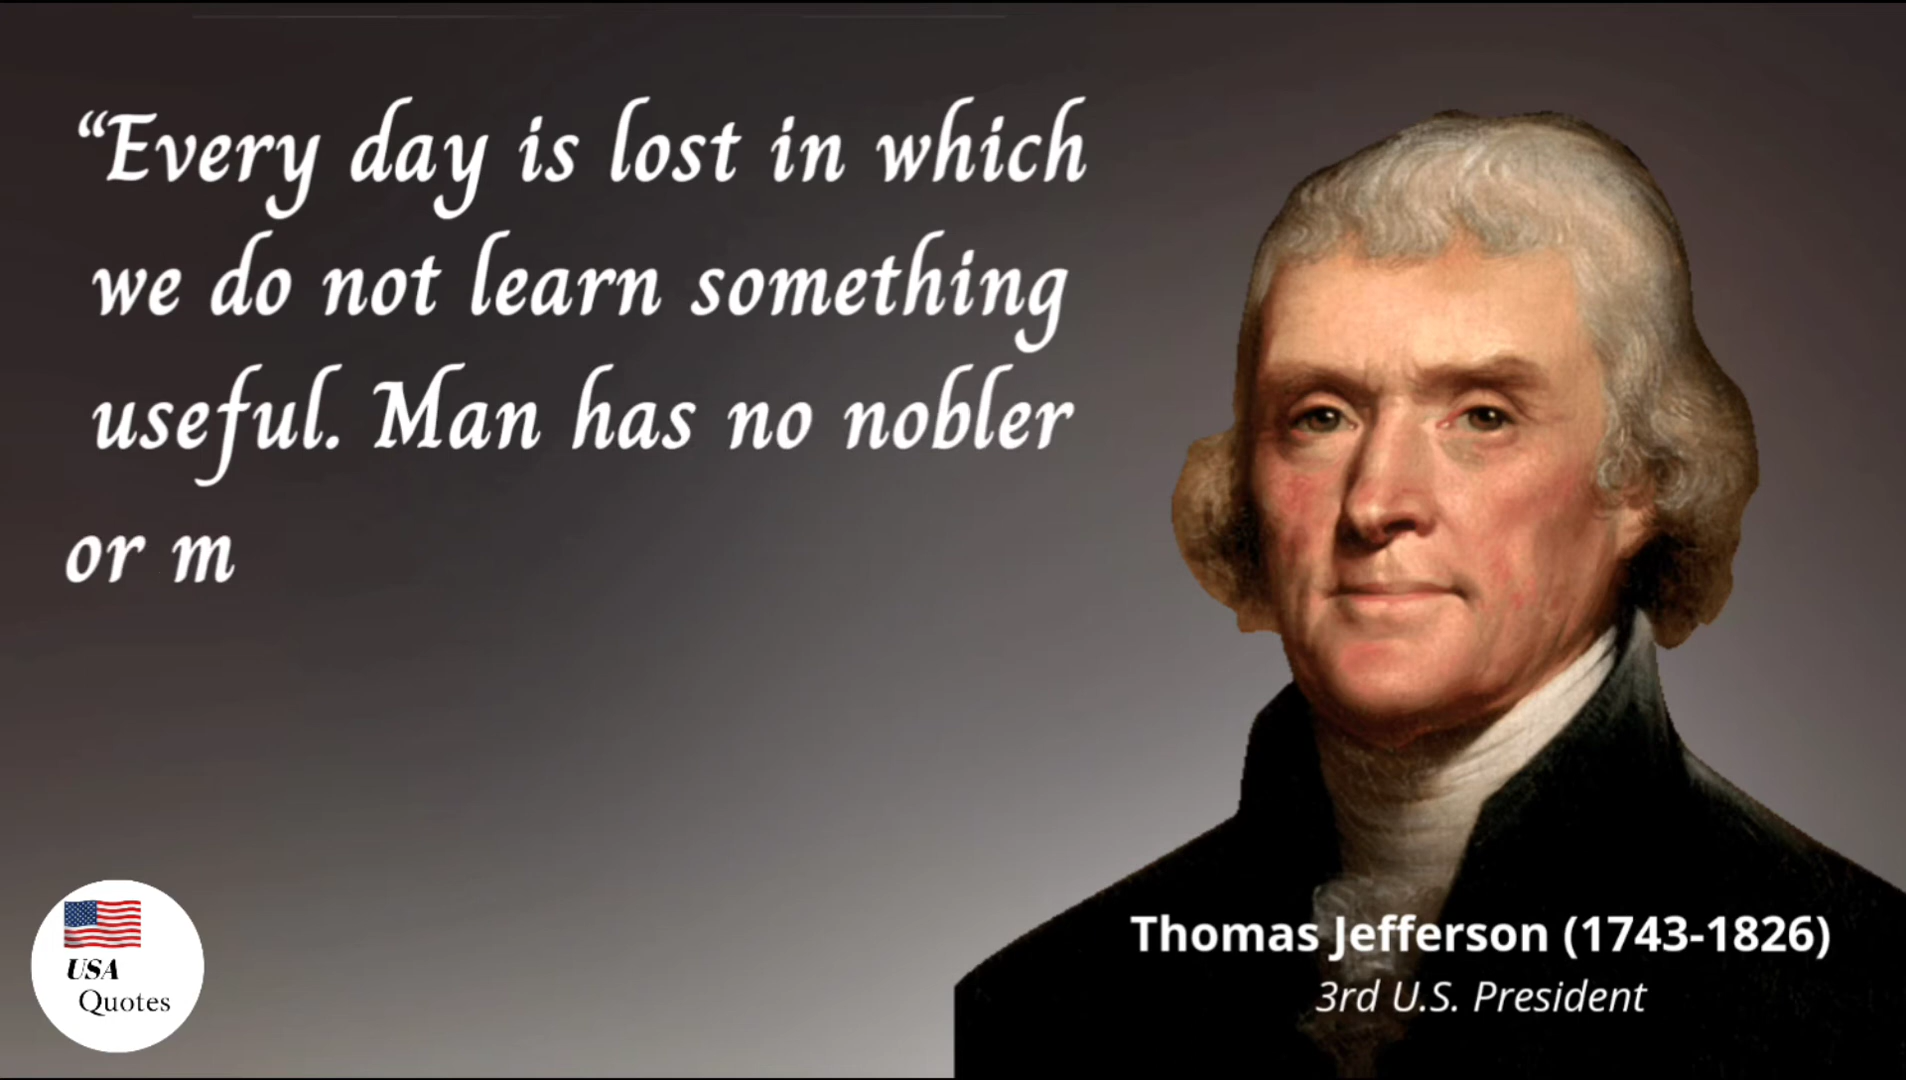 “Every day is lost in which
we do not learn something
useful. Man has no nobler
or m
Thomas Jefferson (1743-1826)
3rd U.S. President
USA
Quotes